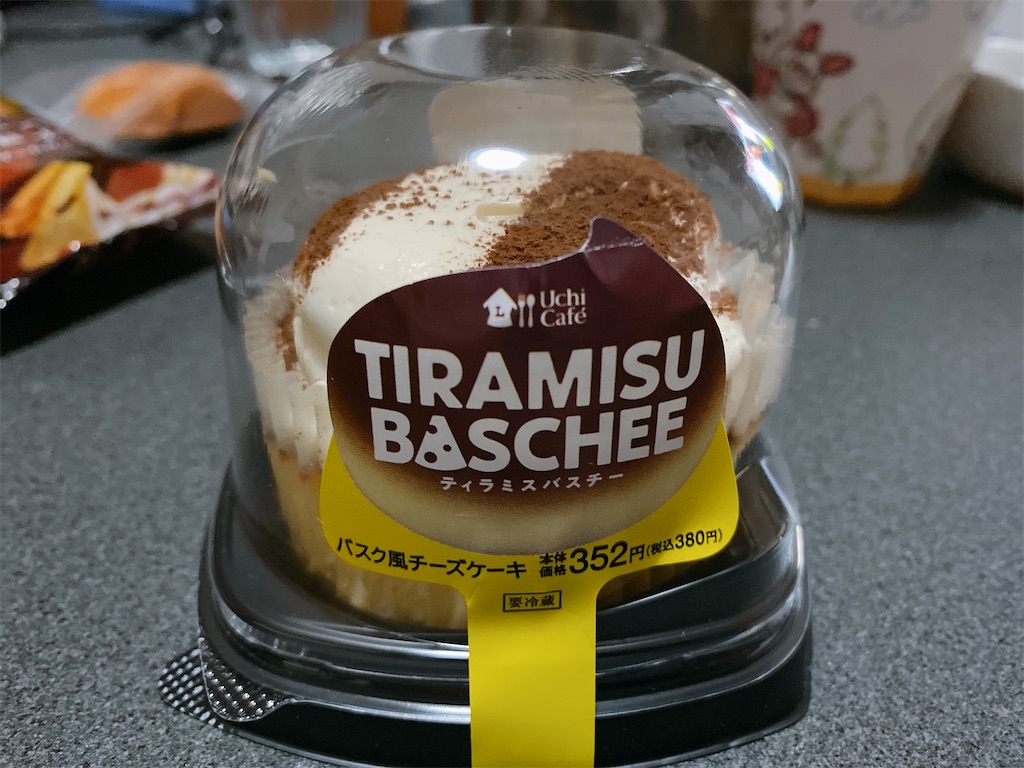 L
Uchi
Café
TIRAMISU
BASCHEE
ティラミスバスチー
バスク風チーズケーキ 本体価格352円(税込380円)
要冷蔵